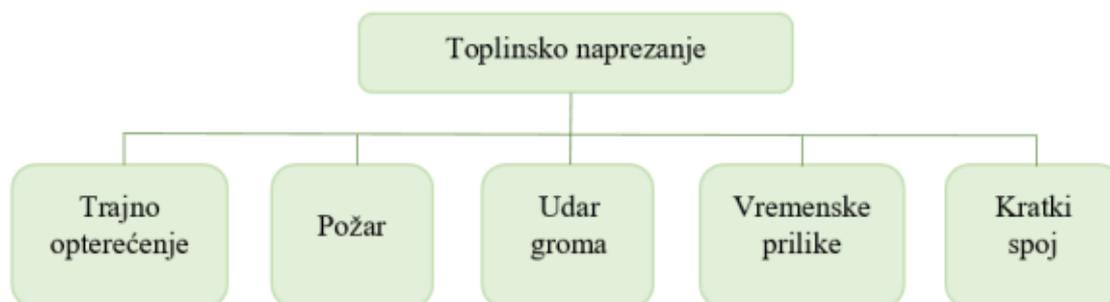 Toplinsko naprezanje
Trajno
opterećenje
Požar
Udar
groma
Vremenske
prilike
Kratki
spoj